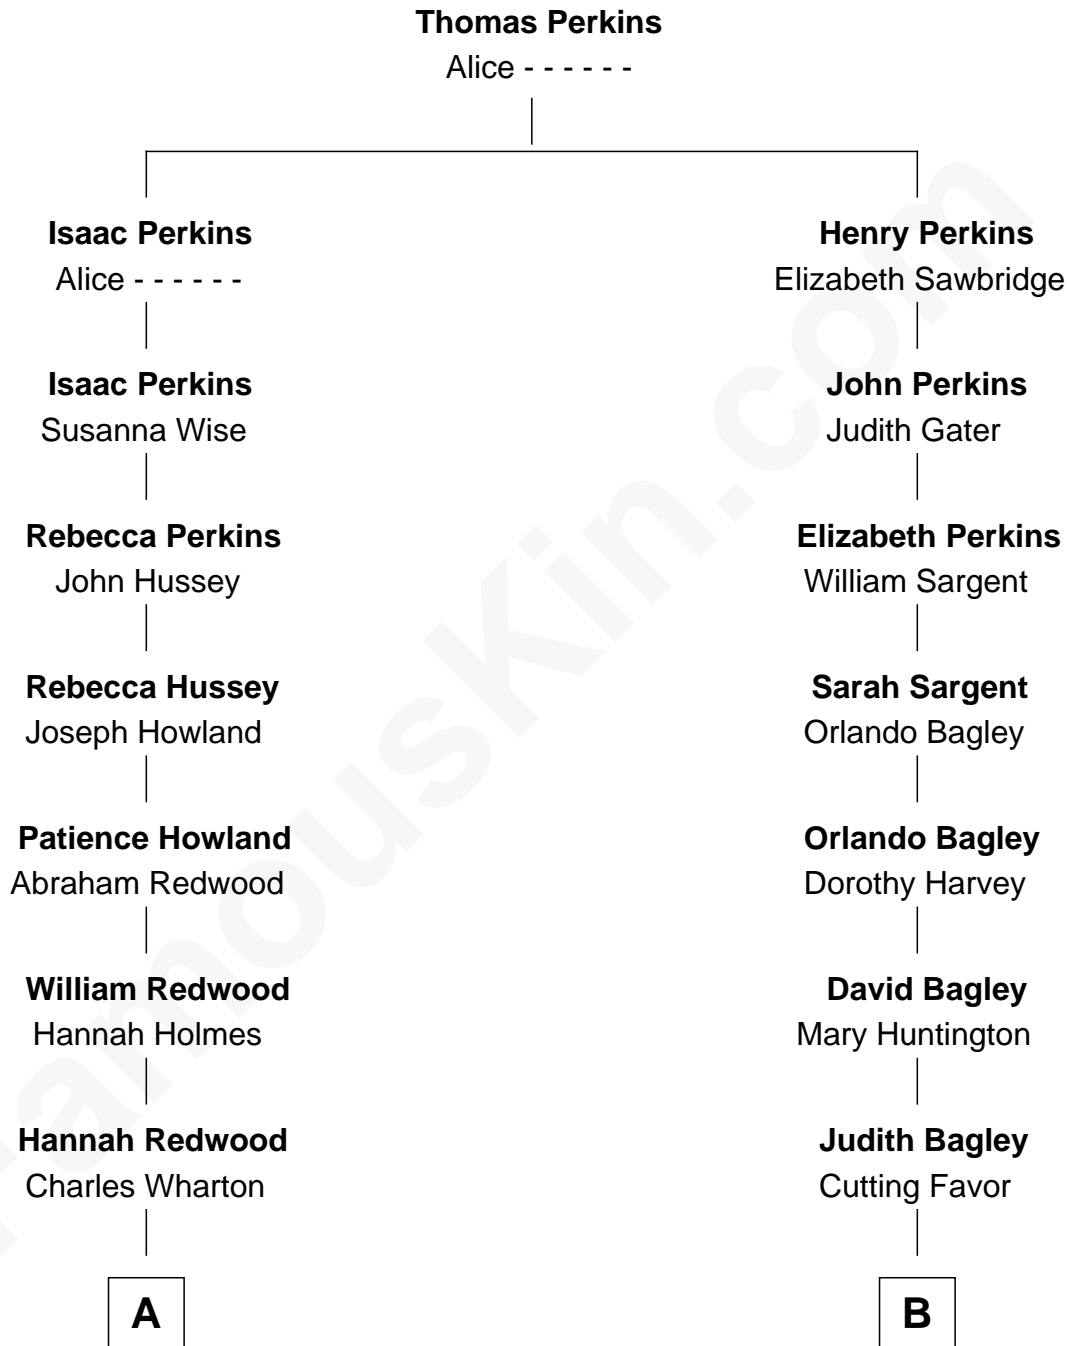 Thomas Perkins
Alice - - - - - -
Isaac Perkins
Alice - - - - - -
Henry Perkins
Elizabeth Sawbridge
Isaac Perkins
Susanna Wise
John Perkins
Judith Gater
Rebecca Perkins
John Hussey
Elizabeth Perkins
William Sargent
Rebecca Hussey
Joseph Howland
Sarah Sargent
Orlando Bagley
Patience Howland
Abraham Redwood
Orlando Bagley
Dorothy Harvey
William Redwood
Hannah Holmes
David Bagley
Mary Huntington
Hannah Redwood
Charles Wharton
Judith Bagley
Cutting Favor
A
B
FamousKin.com